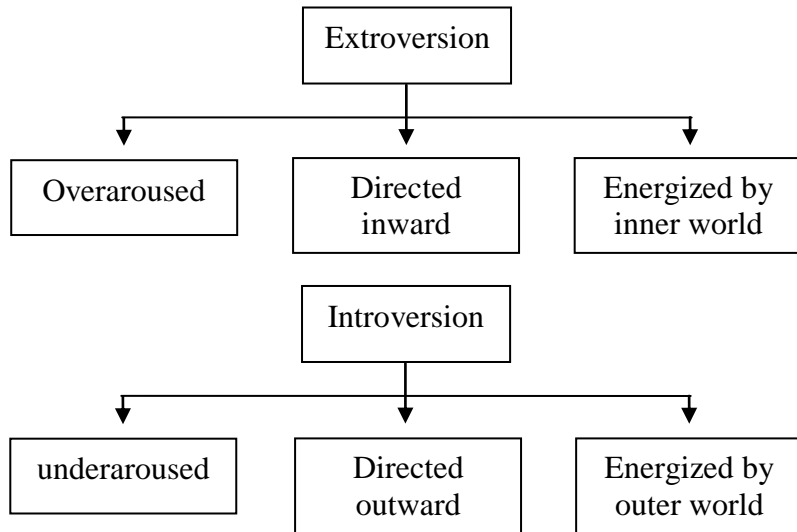 Extroversion
Overaroused
Directed
inward
Energized by
inner world
Introversion
underaroused
Directed
outward
Energized by
outer world